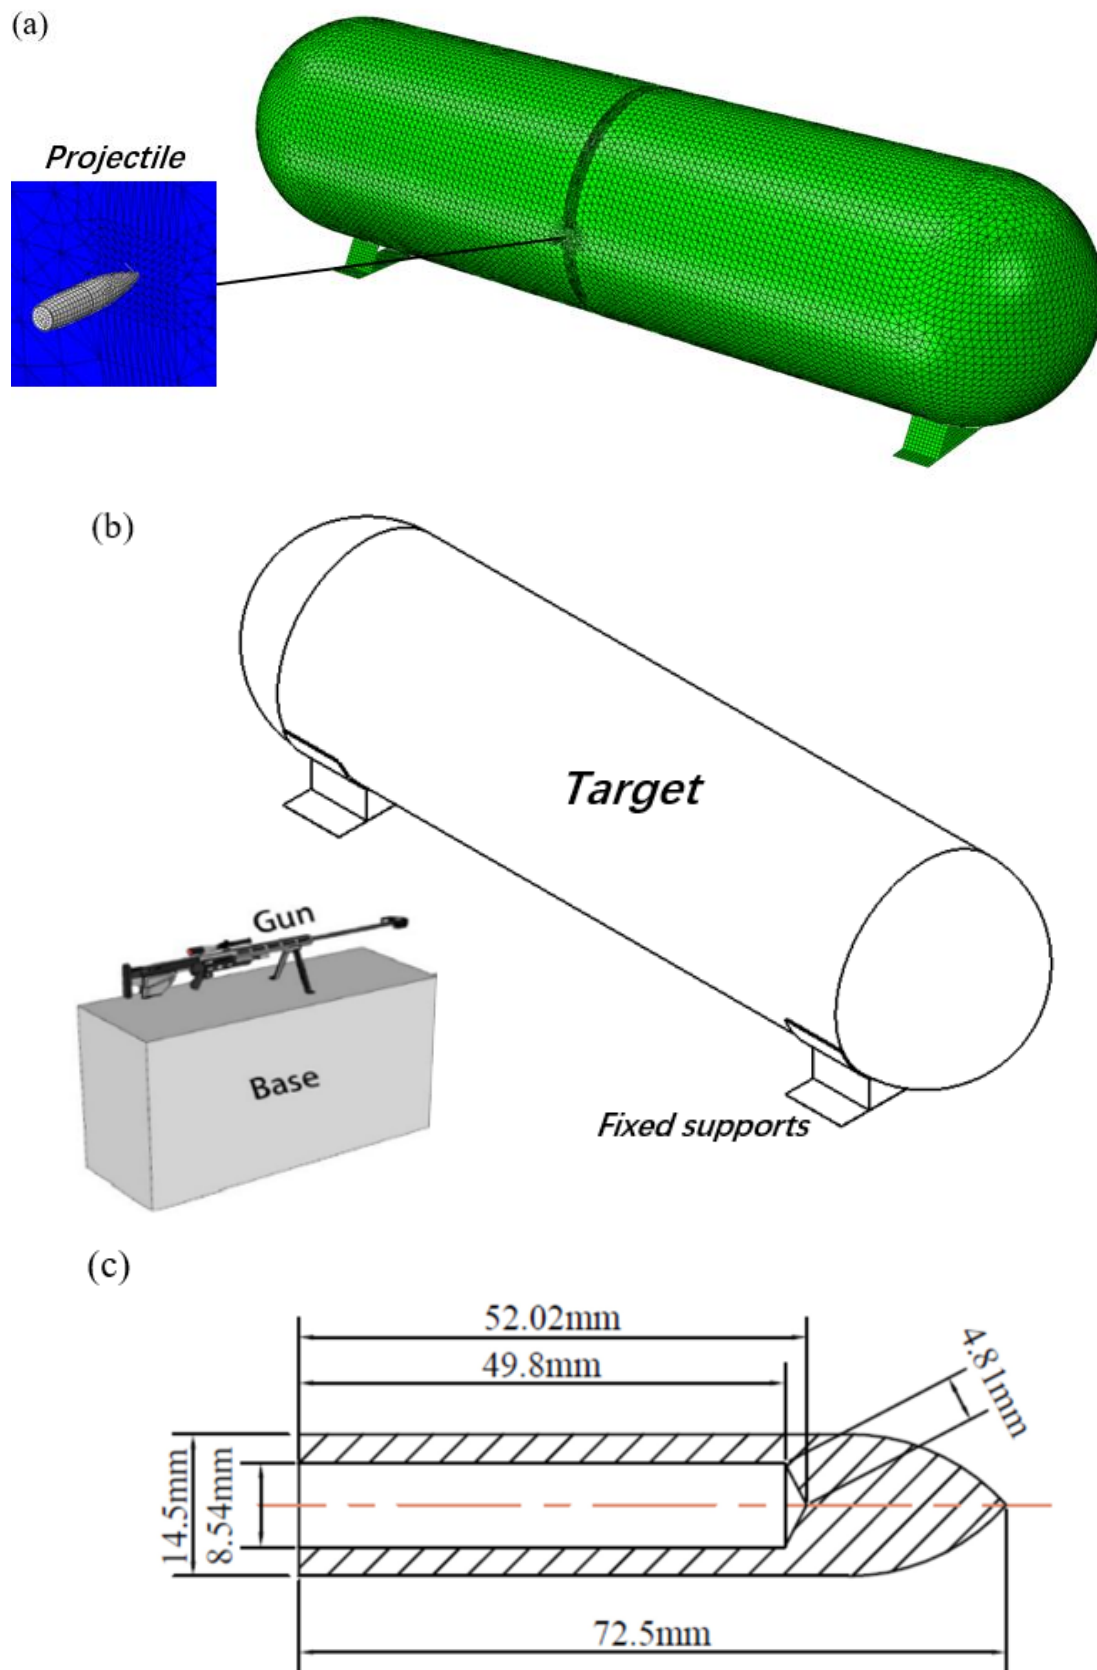 (a)
Projectile
(b)
Target
Gun
Base
Fixed supports
(c)
52.02mm
49.8mm
4.81mm
14.5mm
8.54mm
72.5mm